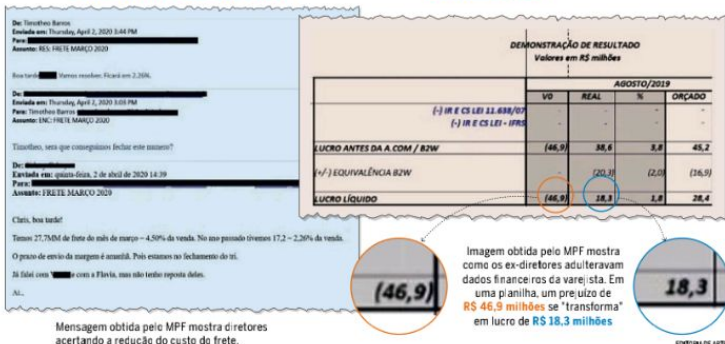 De: Timotheo Barros
Enviada em: Thursday, April 2, 2020 3:44 PM
Para:
Assunto: RES: FRETE MARÇO 2020
Boa tarde Vamos resolver. Ficará em 2,26%.
De:
Enviada em: Thursday, April 2, 2020 3:03 PM
Para: Timotheo Barros
Assunto: ENC: FRETE MARÇO 2020
Timotheo, será que conseguimos fechar este numero?
De:
Enviada em: quinta-feira, 2 de abril de 2020 14:39
Para:
Assunto: FRETE MARÇO 2020
Chris, boa tarde!
Temos 27,7MM de frete do mês de março – 4,50% da venda. No ano passado tivemos 17,2 – 2,26% da venda.
O prazo de envio da margem é amanhã. Pois estamos no fechamento do tri.
Já falei com e com a Flavia, mas não tenho reposta deles.
Mensagem obtida pelo MPF mostra diretores
acertando a redução do custo do frete.
DEMONSTRAÇÃO DE RESULTADO
Valores em R$ milhões
AGOSTO/2019
V0 REAL % ORÇADO
(-) IR E CS LEI 11.638/07 - - - -
(-) IR E CS LEI - IFRS - - - -
LUCRO ANTES DA A.COM / B2W (46,9) 38,6 3,8 45,2
(+/-) EQUIVALÊNCIA B2W - (20,3) (2,0) (16,9)
LUCRO LÍQUIDO (46,9) 18,3 1,8 28,4
(46,9)
Imagem obtida pelo MPF mostra
como os ex-diretores adulteravam
dados financeiros da varejista. Em
uma planilha, um prejuízo de
R$ 46,9 milhões se "transforma"
em lucro de R$ 18,3 milhões
18,3
EDITORIA DE ARTE